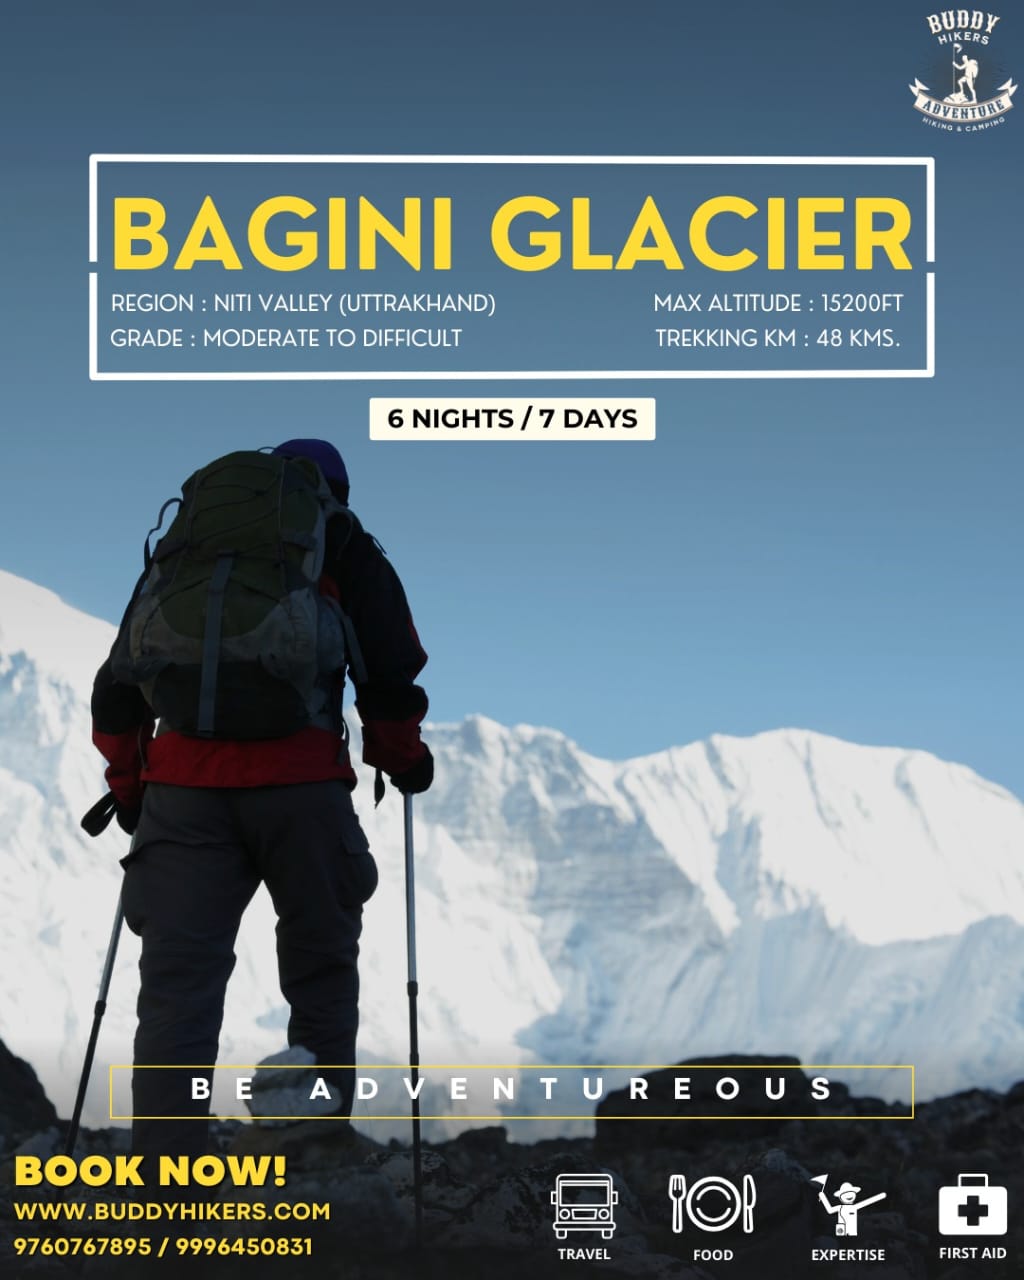 BUDDY
HIKERS
ADVENTURE
HIKING & CAMPING
BAGINI GLACIER
REGION : NITI VALLEY (UTTRAKHAND)
MAX ALTITUDE : 15200FT
GRADE : MODERATE TO DIFFICULT
TREKKING KM : 48 KMS.
6 NIGHTS / 7 DAYS
BE ADVENTUREOUS
BOOK NOW!
WWW.BUDDYHIKERS.COM
9760767895 / 9996450831
TRAVEL
FOOD
EXPERTISE
FIRST AID